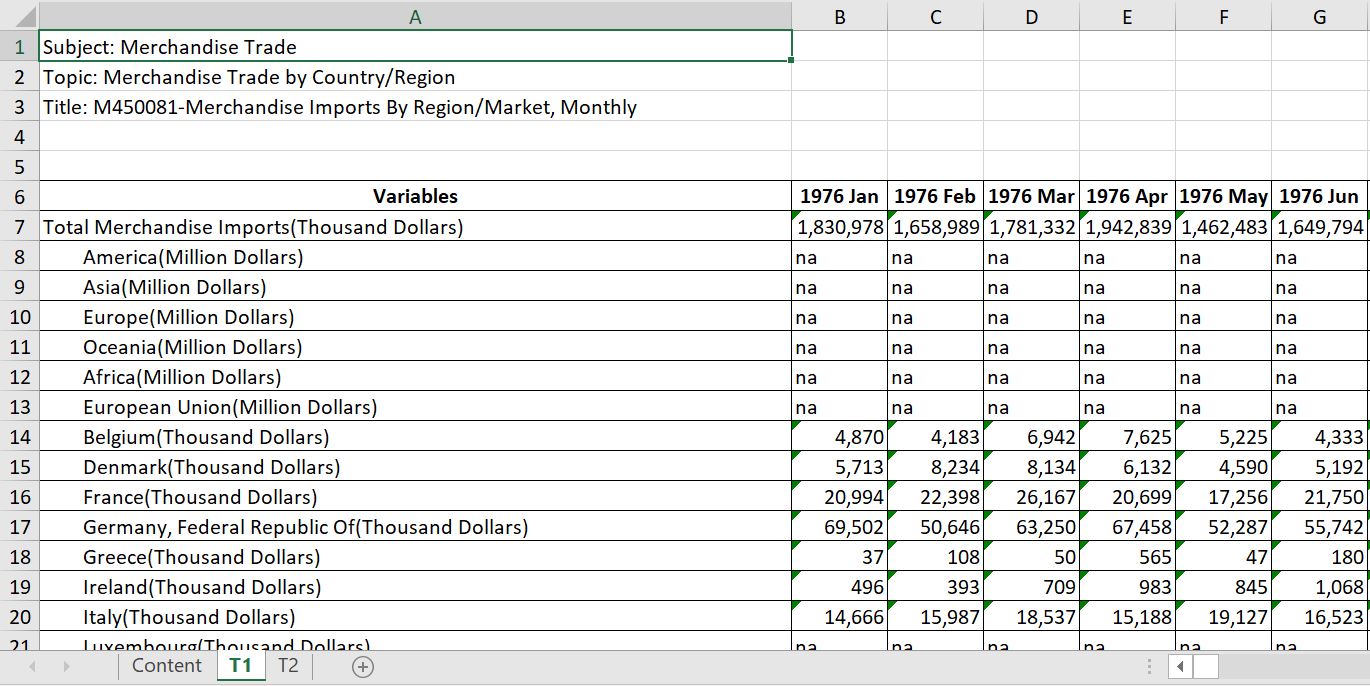 A B C D E F G
1 Subject: Merchandise Trade
2 Topic: Merchandise Trade by Country/Region
3 Title: M450081-Merchandise Imports By Region/Market, Monthly
4
5
6 Variables 1976 Jan 1976 Feb 1976 Mar 1976 Apr 1976 May 1976 Jun
7 Total Merchandise Imports(Thousand Dollars) 1,830,978 1,658,989 1,781,332 1,942,839 1,462,483 1,649,794
8 America(Million Dollars) na na na na na na
9 Asia(Million Dollars) na na na na na na
10 Europe(Million Dollars) na na na na na na
11 Oceania(Million Dollars) na na na na na na
12 Africa(Million Dollars) na na na na na na
13 European Union(Million Dollars) na na na na na na
14 Belgium(Thousand Dollars) 4,870 4,183 6,942 7,625 5,225 4,333
15 Denmark(Thousand Dollars) 5,713 8,234 8,134 6,132 4,590 5,192
16 France(Thousand Dollars) 20,994 22,398 26,167 20,699 17,256 21,750
17 Germany, Federal Republic Of(Thousand Dollars) 69,502 50,646 63,250 67,458 52,287 55,742
18 Greece(Thousand Dollars) 37 108 50 565 47 180
19 Ireland(Thousand Dollars) 496 393 709 983 845 1,068
20 Italy(Thousand Dollars) 14,666 15,987 18,537 15,188 19,127 16,523
21 Luxembourg(Thousand Dollars) na na na na na na
Content T1 T2